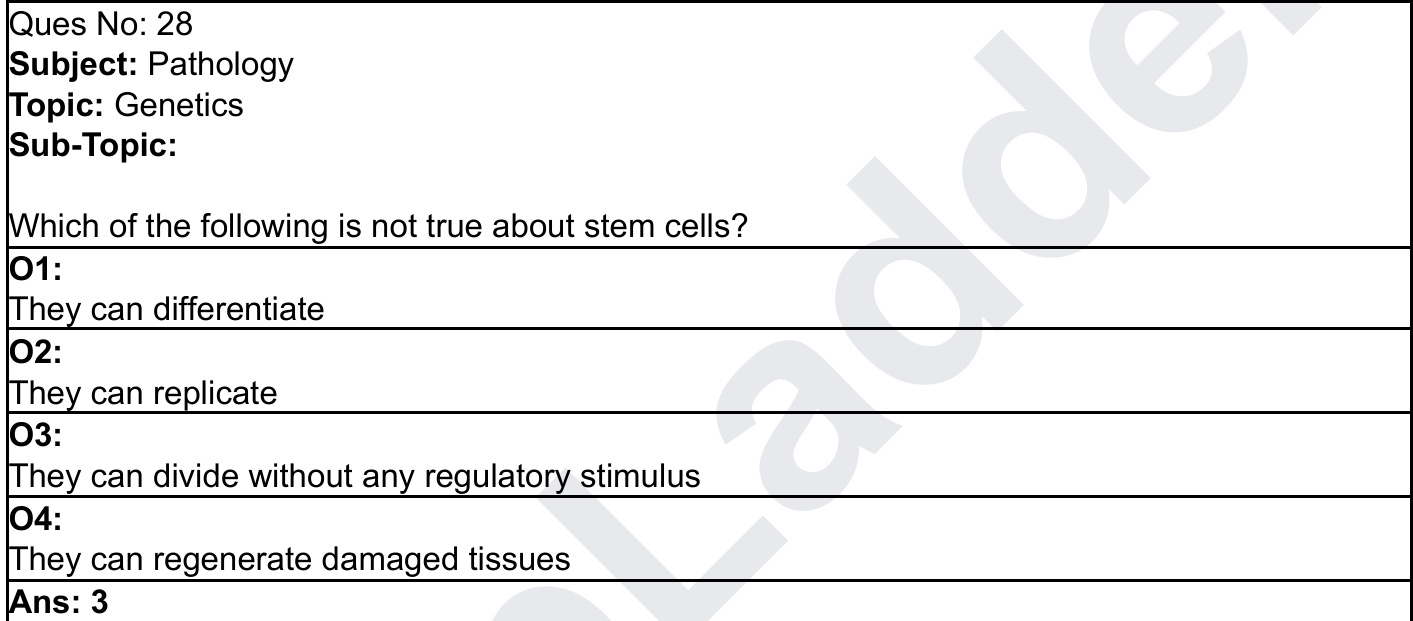 Ques No: 28
Subject: Pathology
Topic: Genetics
Sub-Topic:
Which of the following is not true about stem cells?
O1:
They can differentiate
O2:
They can replicate
O3:
They can divide without any regulatory stimulus
O4:
They can regenerate damaged tissues
Ans: 3